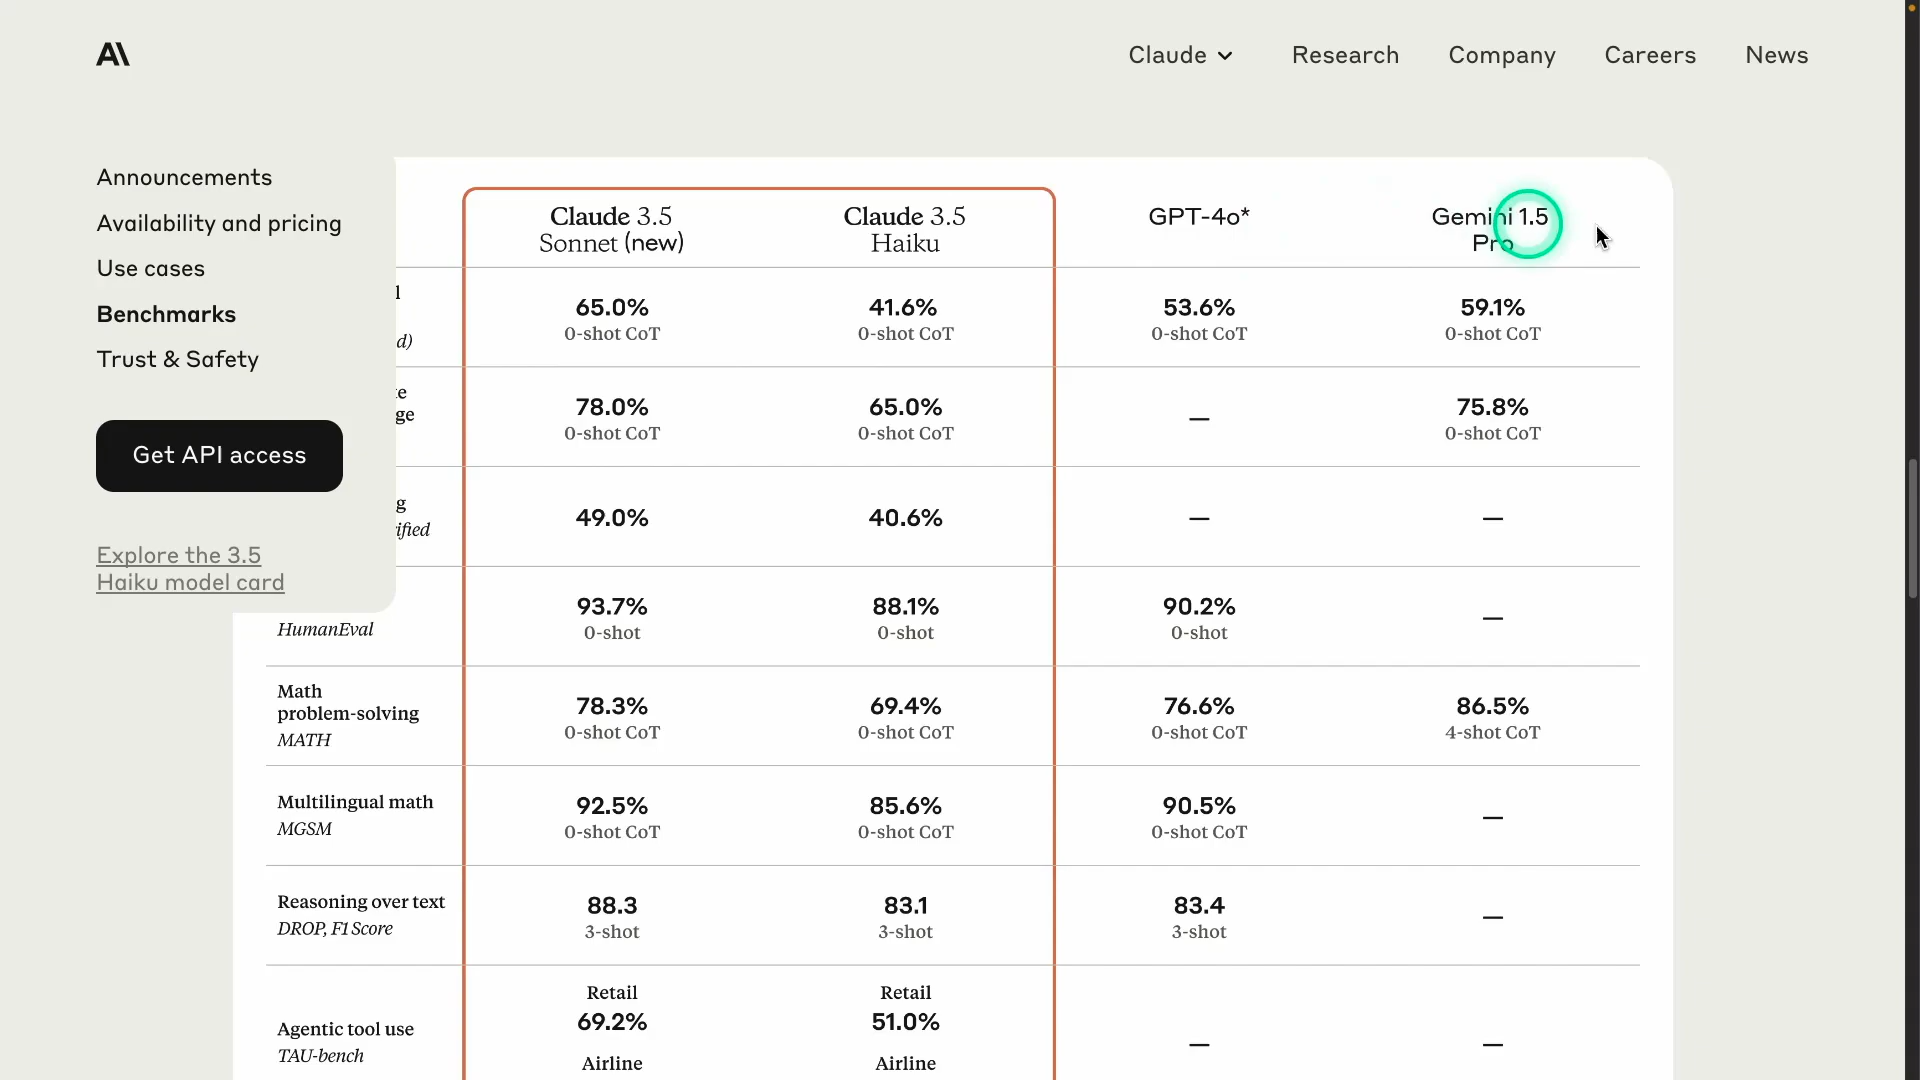 A\
Claude
Research
Company
Careers
News
Announcements
Availability and pricing
Use cases
Benchmarks
Trust & Safety
Get API access
Explore the 3.5
Haiku model card
Claude 3.5
Sonnet (new)
Claude 3.5
Haiku
GPT-4o*
Gemini 1.5
Pro
l
d)
65.0%
0-shot CoT
41.6%
0-shot CoT
53.6%
0-shot CoT
59.1%
0-shot CoT
te
ge
78.0%
0-shot CoT
65.0%
0-shot CoT
—
75.8%
0-shot CoT
g
ified
49.0%
40.6%
—
—
HumanEval
93.7%
0-shot
88.1%
0-shot
90.2%
0-shot
—
Math
problem-solving
MATH
78.3%
0-shot CoT
69.4%
0-shot CoT
76.6%
0-shot CoT
86.5%
4-shot CoT
Multilingual math
MGSM
92.5%
0-shot CoT
85.6%
0-shot CoT
90.5%
0-shot CoT
—
Reasoning over text
DROP, F1 Score
88.3
3-shot
83.1
3-shot
83.4
3-shot
—
Agentic tool use
TAU-bench
Retail
69.2%
Airline
Retail
51.0%
Airline
—
—